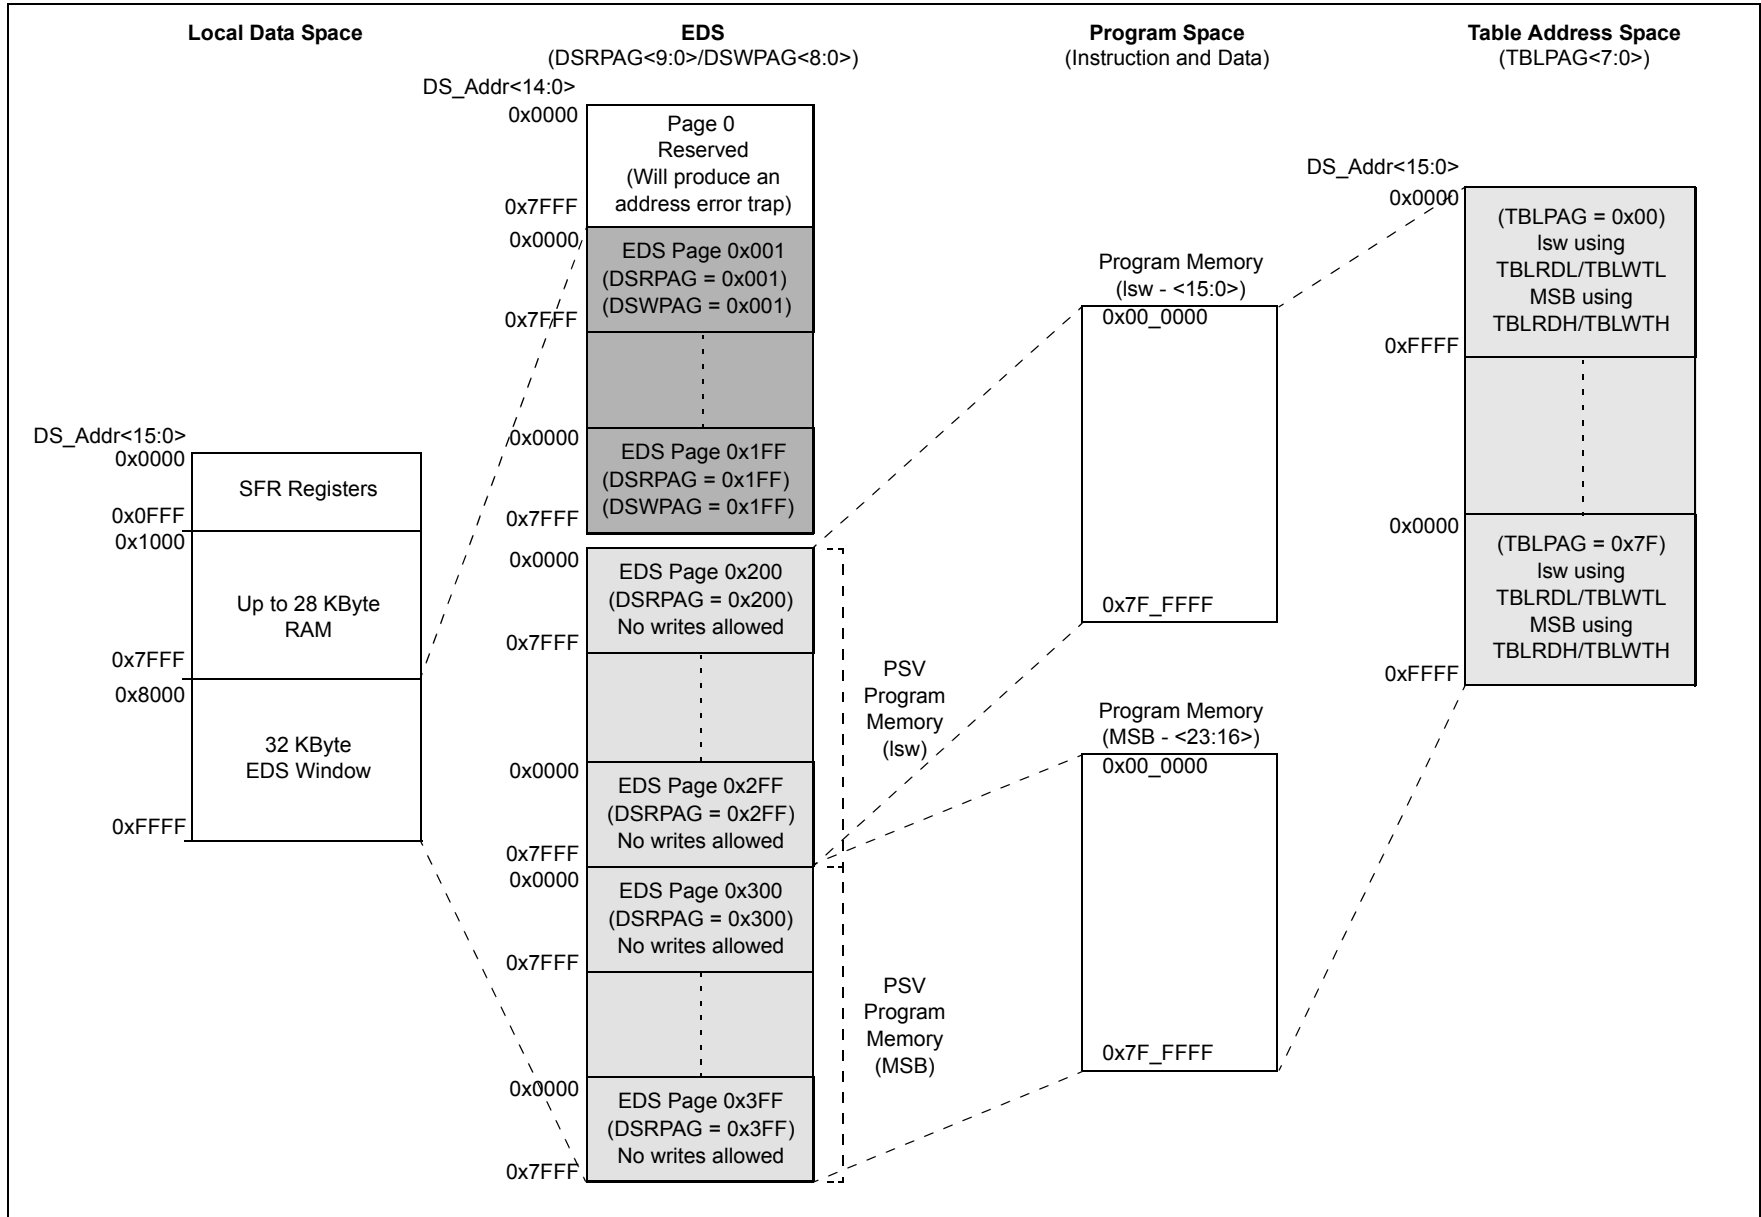 Local Data Space
DS_Addr<15:0>
0x0000
SFR Registers
0x0FFF
0x1000
Up to 28 KByte
RAM
0x7FFF
0x8000
32 KByte
EDS Window
0xFFFF
EDS
(DSRPAG<9:0>/DSWPAG<8:0>)
DS_Addr<14:0>
0x0000
Page 0
Reserved
(Will produce an
address error trap)
0x7FFF
0x0000
EDS Page 0x001
(DSRPAG = 0x001)
(DSWPAG = 0x001)
0x7FFF
0x0000
EDS Page 0x1FF
(DSRPAG = 0x1FF)
(DSWPAG = 0x1FF)
0x7FFF
0x0000
EDS Page 0x200
(DSRPAG = 0x200)
No writes allowed
0x7FFF
PSV
Program
Memory
(lsw)
0x0000
EDS Page 0x2FF
(DSRPAG = 0x2FF)
No writes allowed
0x7FFF
0x0000
EDS Page 0x300
(DSRPAG = 0x300)
No writes allowed
0x7FFF
PSV
Program
Memory
(MSB)
0x0000
EDS Page 0x3FF
(DSRPAG = 0x3FF)
No writes allowed
0x7FFF
Program Space
(Instruction and Data)
Program Memory
(lsw - <15:0>)
0x00_0000
0x7F_FFFF
Program Memory
(MSB - <23:16>)
0x00_0000
0x7F_FFFF
Table Address Space
(TBLPAG<7:0>)
DS_Addr<15:0>
0x0000
(TBLPAG = 0x00)
lsw using
TBLRDL/TBLWTL
MSB using
TBLRDH/TBLWTH
0xFFFF
0x0000
(TBLPAG = 0x7F)
lsw using
TBLRDL/TBLWTL
MSB using
TBLRDH/TBLWTH
0xFFFF